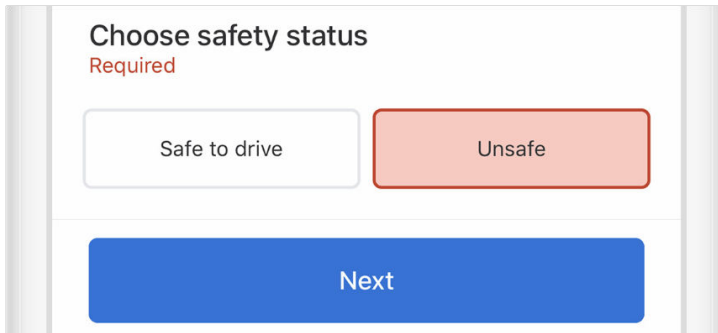 Choose safety status
Required
Safe to drive
Unsafe
Next